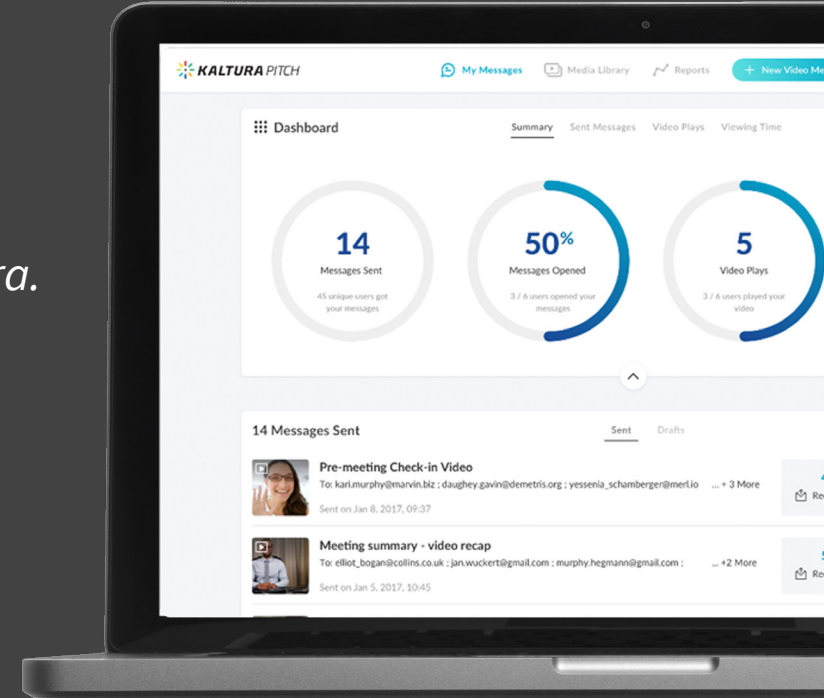 ra.
KALTURA PITCH
My Messages Media Library Reports + New Video Me
Dashboard
Summary Sent Messages Video Plays Viewing Time
14
Messages Sent
45 unique users got
your messages
50%
Messages Opened
3 / 6 users opened your
messages
5
Video Plays
3 / 6 users played your
video
14 Messages Sent
Sent Drafts
Pre-meeting Check-in Video
To: kari.murphy@marvin.biz ; daughey.gavin@demetris.org ; yessenia_schamberger@merl.io ... + 3 More
Sent on Jan 8, 2017, 09:37
Re
Meeting summary - video recap
To: elliot_bogan@collins.co.uk ; jan.wuckert@gmail.com ; murphy.hegmann@gmail.com ; ... +2 More
Sent on Jan 5, 2017, 10:45
Re